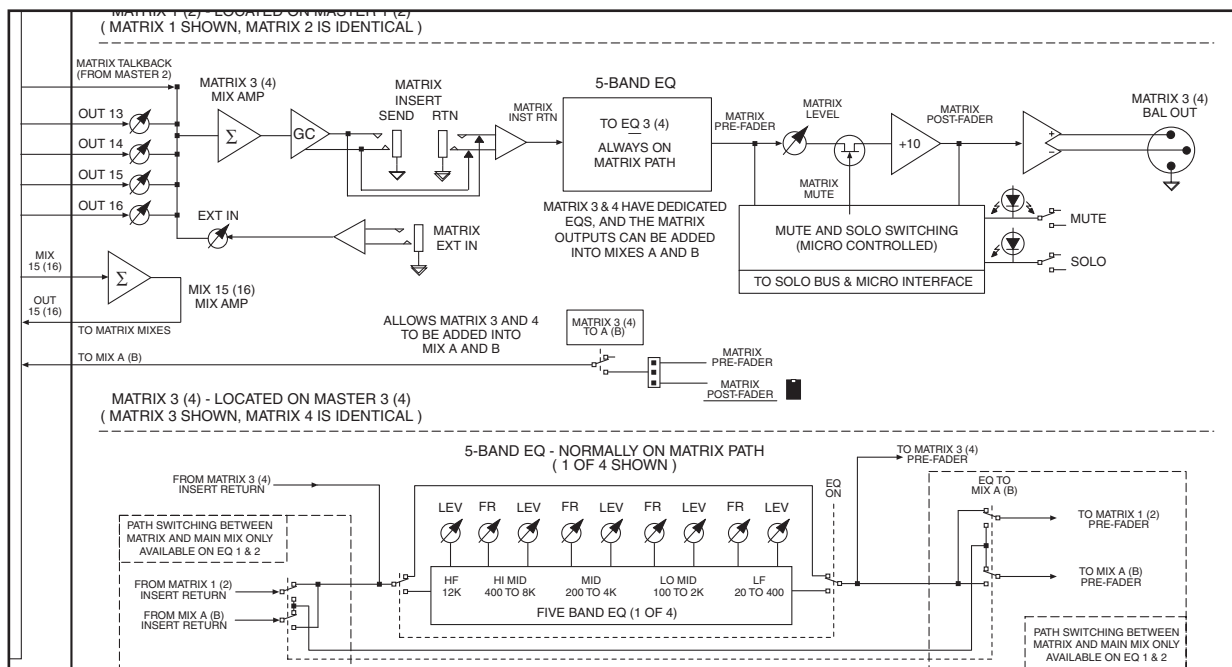 MATRIX 1 (2) - LOCATED ON MASTER 1 (2)
( MATRIX 1 SHOWN, MATRIX 2 IS IDENTICAL )
MATRIX TALKBACK
(FROM MASTER 2)
OUT 13
OUT 14
OUT 15
OUT 16
MATRIX 3 (4)
MIX AMP
Σ
GC
MATRIX
INSERT
SEND RTN
MATRIX
INST RTN
5-BAND EQ
TO EQ 3 (4)
ALWAYS ON
MATRIX PATH
MATRIX 3 & 4 HAVE DEDICATED
EQS, AND THE MATRIX
OUTPUTS CAN BE ADDED
INTO MIXES A AND B
MATRIX
PRE-FADER
MATRIX
LEVEL
MATRIX
MUTE
+10
MATRIX
POST-FADER
+
−
MATRIX 3 (4)
BAL OUT
MUTE AND SOLO SWITCHING
(MICRO CONTROLLED)
TO SOLO BUS & MICRO INTERFACE
MUTE
SOLO
EXT IN
MATRIX
EXT IN
MIX
15 (16)
Σ
MIX 15 (16)
MIX AMP
OUT
15 (16)
TO MATRIX MIXES
ALLOWS MATRIX 3 AND 4
TO BE ADDED INTO
MIX A AND B
MATRIX 3 (4)
TO A (B)
MATRIX
PRE-FADER
MATRIX
POST-FADER
TO MIX A (B)
MATRIX 3 (4) - LOCATED ON MASTER 3 (4)
( MATRIX 3 SHOWN, MATRIX 4 IS IDENTICAL )
5-BAND EQ - NORMALLY ON MATRIX PATH
( 1 OF 4 SHOWN )
FROM MATRIX 3 (4)
INSERT RETURN
PATH SWITCHING BETWEEN
MATRIX AND MAIN MIX ONLY
AVAILABLE ON EQ 1 & 2
FROM MATRIX 1 (2)
INSERT RETURN
FROM MIX A (B)
INSERT RETURN
LEV FR LEV FR LEV FR LEV FR LEV
HF
12K
HI MID
400 TO 8K
MID
200 TO 4K
LO MID
100 TO 2K
LF
20 TO 400
FIVE BAND EQ (1 OF 4)
EQ
ON
TO MATRIX 3 (4)
PRE-FADER
EQ TO
MIX A (B)
TO MATRIX 1 (2)
PRE-FADER
TO MIX A (B)
PRE-FADER
PATH SWITCHING BETWEEN
MATRIX AND MAIN MIX ONLY
AVAILABLE ON EQ 1 & 2